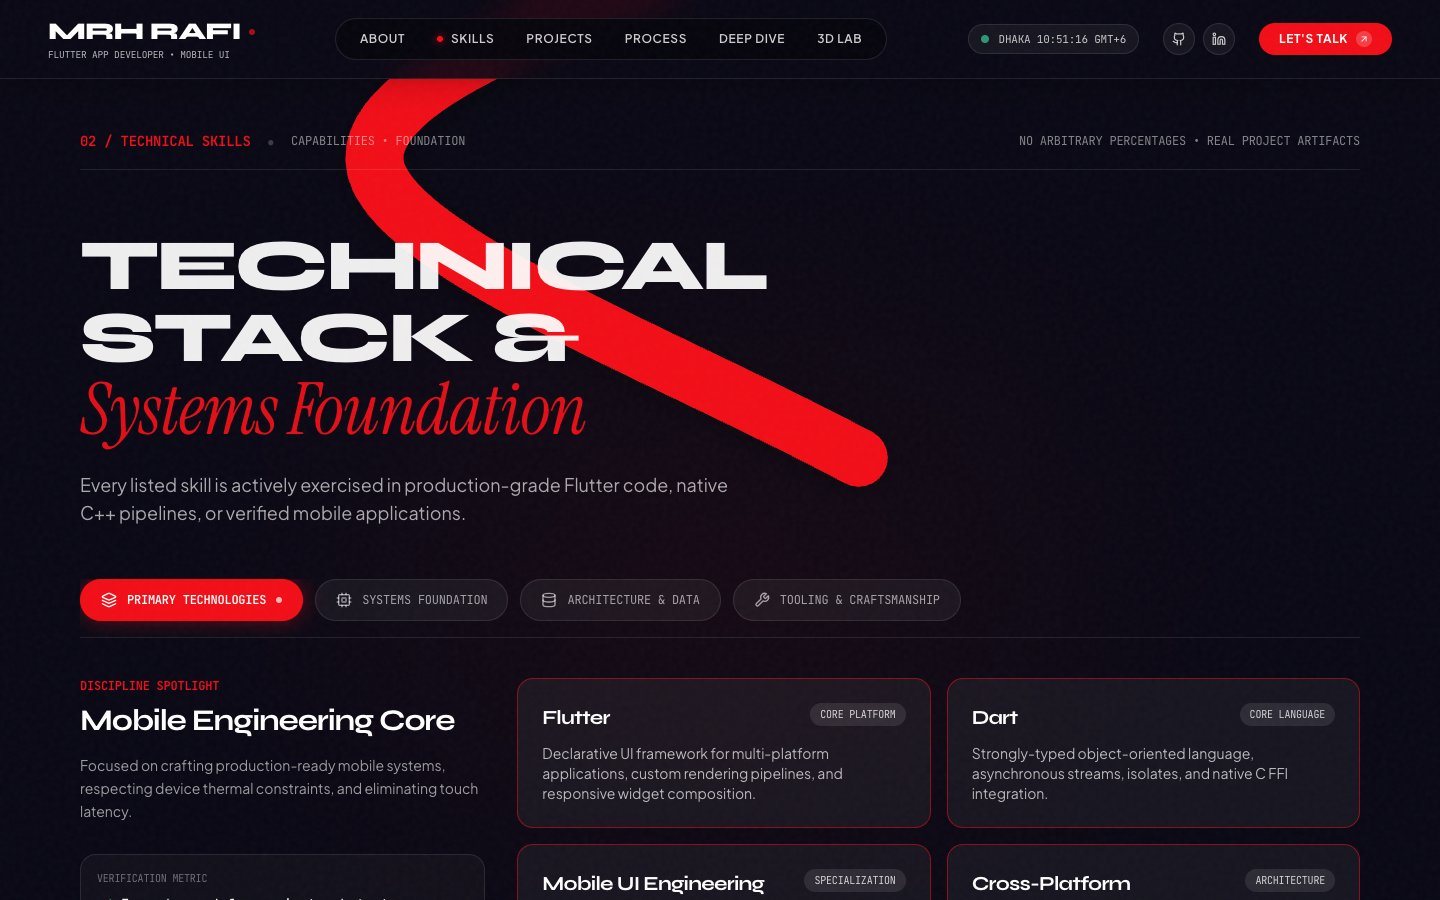 MRH RAFI
FLUTTER APP DEVELOPER • MOBILE UI
ABOUT
SKILLS
PROJECTS
PROCESS
DEEP DIVE
3D LAB
DHAKA 10:51:16 GMT+6
LET'S TALK
02 / TECHNICAL SKILLS
CAPABILITIES • FOUNDATION
NO ARBITRARY PERCENTAGES • REAL PROJECT ARTIFACTS
TECHNICAL
STACK &
Systems Foundation
Every listed skill is actively exercised in production-grade Flutter code, native
C++ pipelines, or verified mobile applications.
PRIMARY TECHNOLOGIES
SYSTEMS FOUNDATION
ARCHITECTURE & DATA
TOOLING & CRAFTSMANSHIP
DISCIPLINE SPOTLIGHT
Mobile Engineering Core
Focused on crafting production-ready mobile systems,
respecting device thermal constraints, and eliminating touch
latency.
VERIFICATION METRIC
Flutter
CORE PLATFORM
Declarative UI framework for multi-platform
applications, custom rendering pipelines, and
responsive widget composition.
Dart
CORE LANGUAGE
Strongly-typed object-oriented language,
asynchronous streams, isolates, and native C FFI
integration.
Mobile UI Engineering
SPECIALIZATION
Cross-Platform
ARCHITECTURE